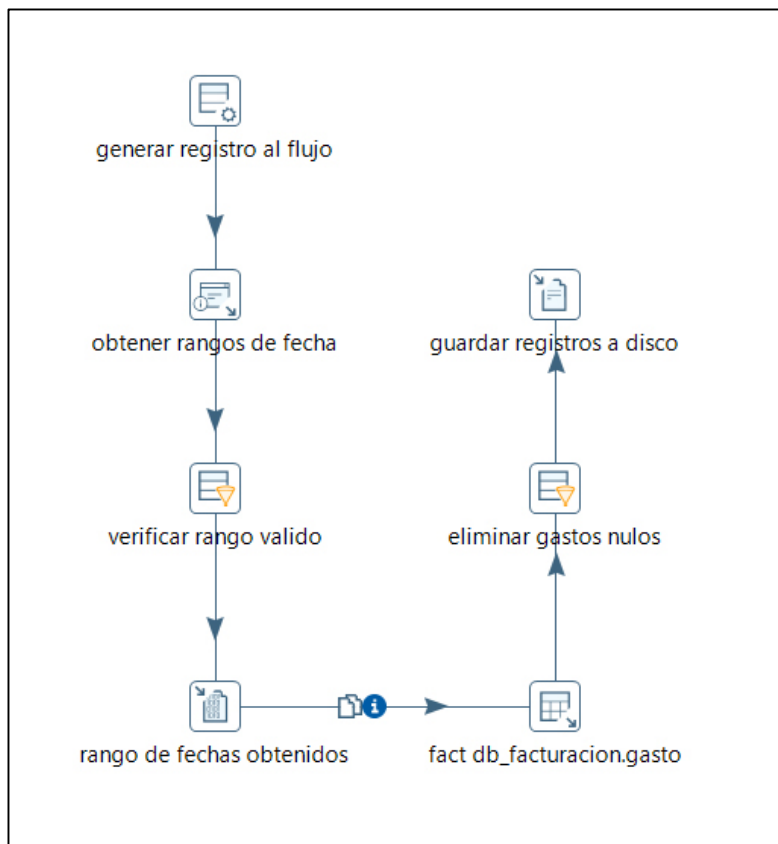 generar registro al flujo
obtener rangos de fecha
guardar registros a disco
verificar rango valido
eliminar gastos nulos
rango de fechas obtenidos
fact db_facturacion.gasto